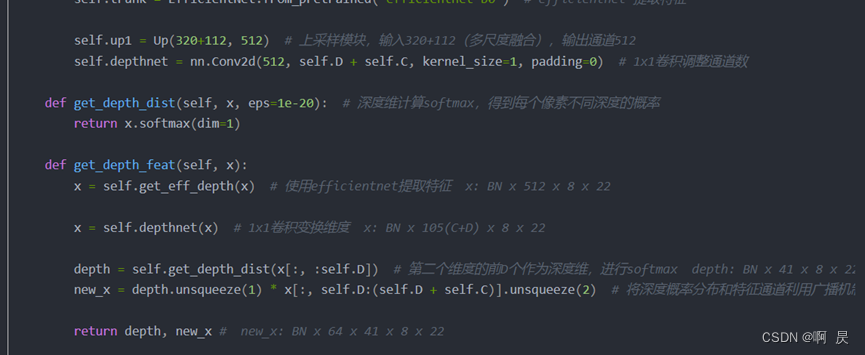 self.trunk = EfficientNet.from_pretrained("efficientnet-b0") # efficientnet 提取特征
self.up1 = Up(320+112, 512) # 上采样模块，输入320+112（多尺度融合），输出通道512
self.depthnet = nn.Conv2d(512, self.D + self.C, kernel_size=1, padding=0) # 1x1卷积调整通道数
def get_depth_dist(self, x, eps=1e-20): # 深度维计算softmax，得到每个像素不同深度的概率
return x.softmax(dim=1)
def get_depth_feat(self, x):
x = self.get_eff_depth(x) # 使用efficientnet提取特征 x: BN x 512 x 8 x 22
x = self.depthnet(x) # 1x1卷积变换维度 x: BN x 105(C+D) x 8 x 22
depth = self.get_depth_dist(x[:, :self.D]) # 第二个维度的前D个作为深度维，进行softmax depth: BN x 41 x 8 x 22
new_x = depth.unsqueeze(1) * x[:, self.D:(self.D + self.C)].unsqueeze(2) # 将深度概率分布和特征通道利用广播机
return depth, new_x # new_x: BN x 64 x 41 x 8 x 22
CSDN @啊 昃